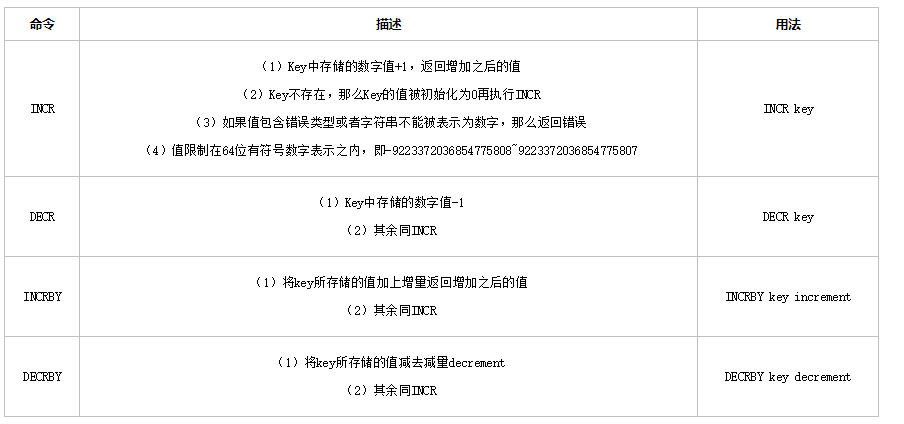 命令 描述 用法
（1）Key中存储的数字值+1，返回增加之后的值
（2）Key不存在，那么Key的值被初始化为0再执行INCR
INCR INCR key
（3）如果值包含错误类型或者字符串不能被表示为数字，那么返回错误
（4）值限制在64位有符号数字表示之内，即-9223372036854775808~9223372036854775807
（1）Key中存储的数字值-1
DECR DECR key
（2）其余同INCR
（1）将key所存储的值加上增量返回增加之后的值
INCRBY INCRBY key increment
（2）其余同INCR
（1）将key所存储的值减去减量decrement
DECRBY DECRBY key decrement
（2）其余同INCR